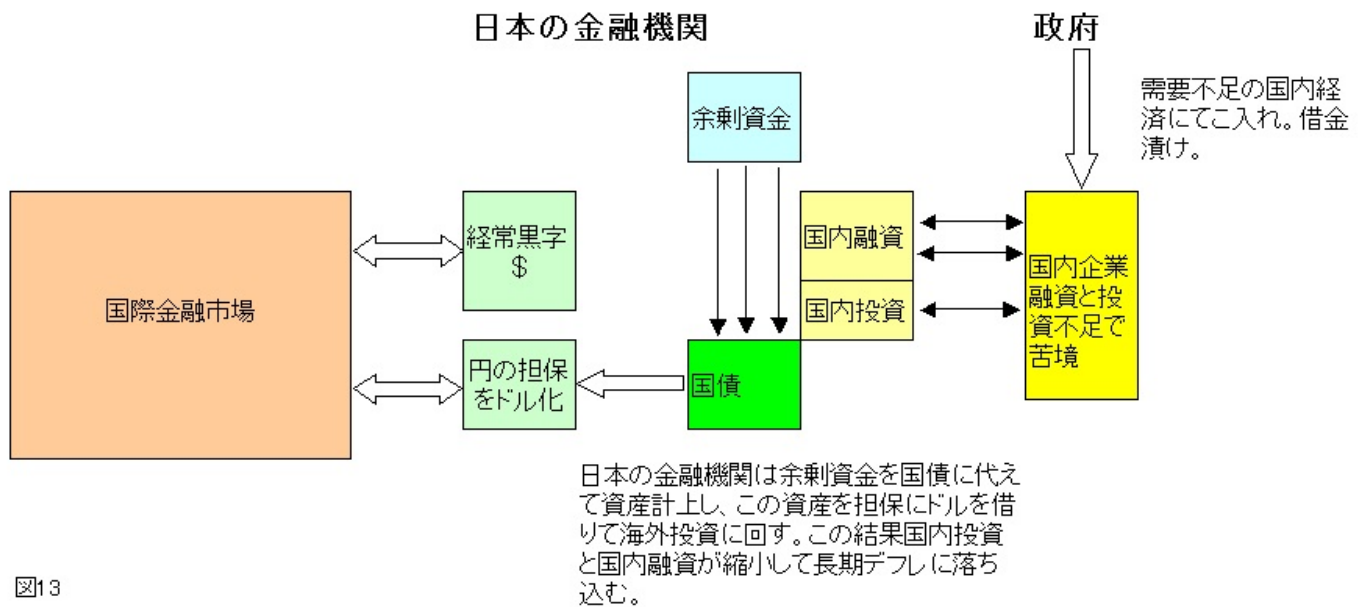 日本の金融機関
政府
需要不足の国内経
済にてこ入れ。借金
漬け。
余剰資金
国際金融市場
経常黒字
$
円の担保
をドル化
国債
国内融資
国内投資
国内企業
融資と投
資不足で
苦境
日本の金融機関は余剰資金を国債に代え
て資産計上し、この資産を担保にドルを借
りて海外投資に回す。この結果国内投資
と国内融資が縮小して長期デフレに落ち
込む。
図13